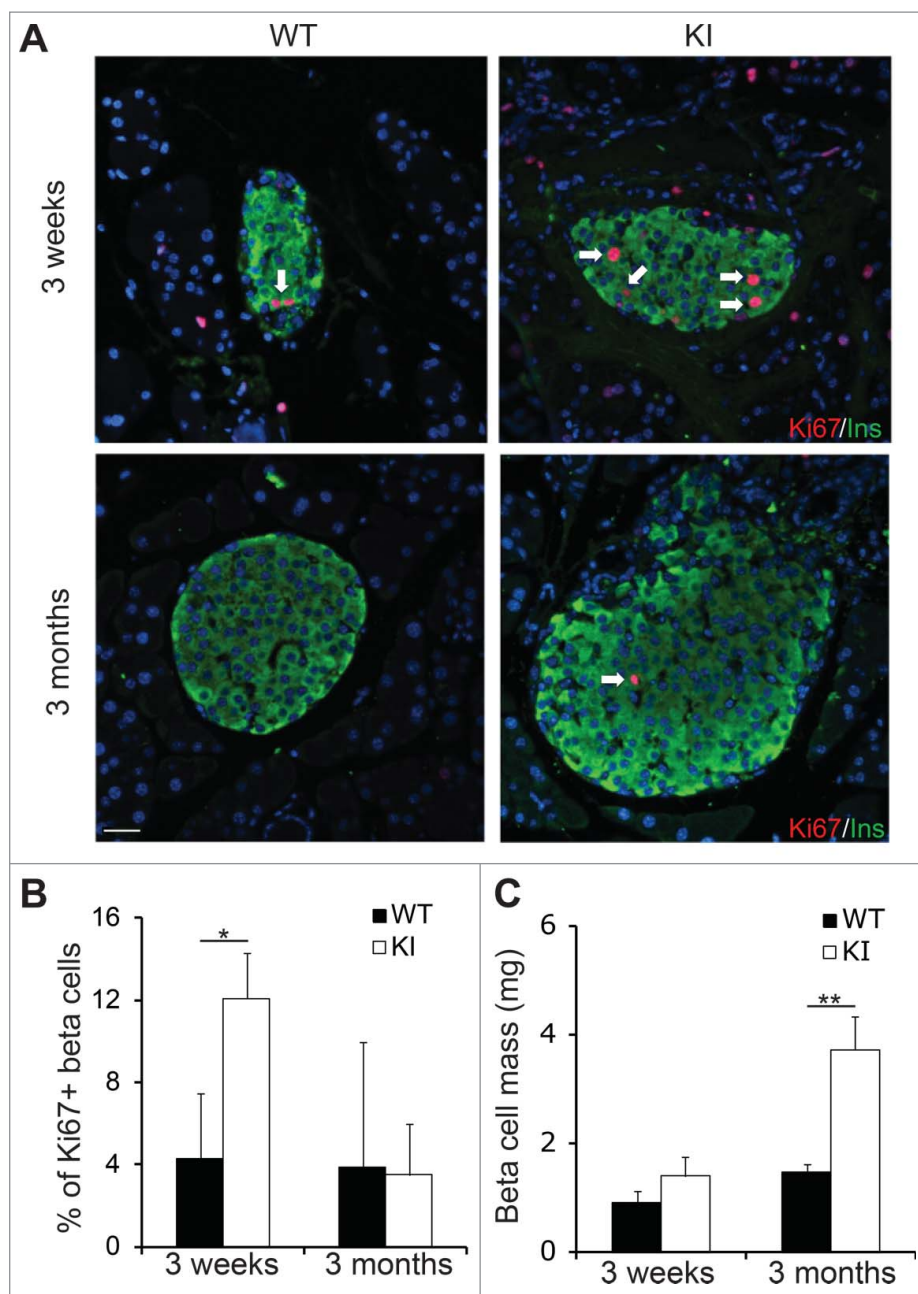 A
WT
KI
3 weeks
Ki67/Ins
3 months
Ki67/Ins
B
% of Ki67+ beta cells
16
12
8
4
0
WT
KI
*
3 weeks
3 months
C
Beta cell mass (mg)
6
4
2
0
WT
KI
**
3 weeks
3 months